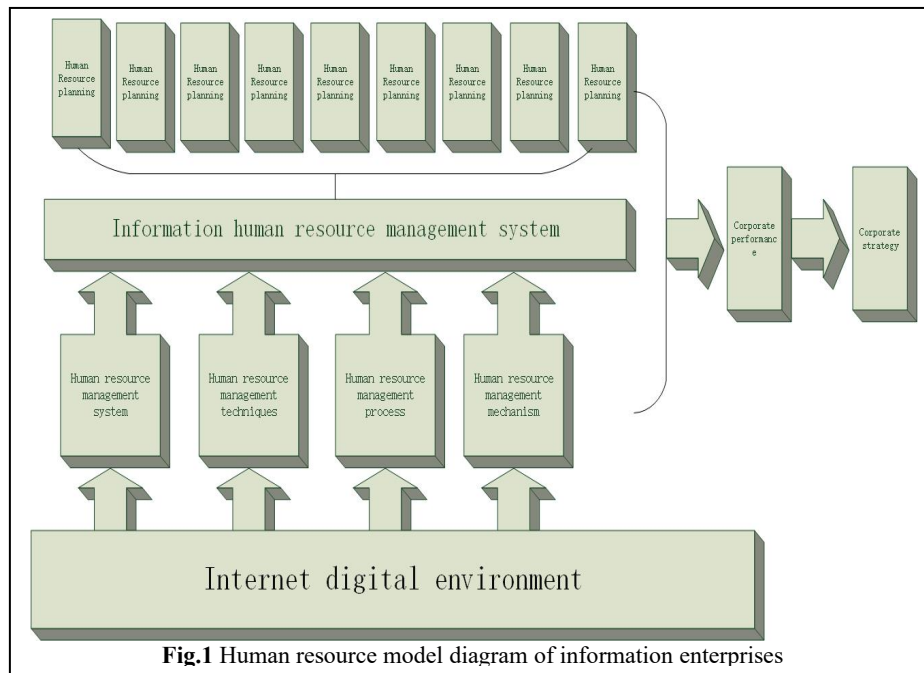 Human
Resource
planning
Human
Resource
planning
Human
Resource
planning
Human
Resource
planning
Human
Resource
planning
Human
Resource
planning
Human
Resource
planning
Human
Resource
planning
Human
Resource
planning
Information human resource management system
Corporate
performanc
e
Corporate
strategy
Human resource
management
system
Human resource
management
techniques
Human resource
management
process
Human resource
management
mechanism
Internet digital environment
Fig.1 Human resource model diagram of information enterprises